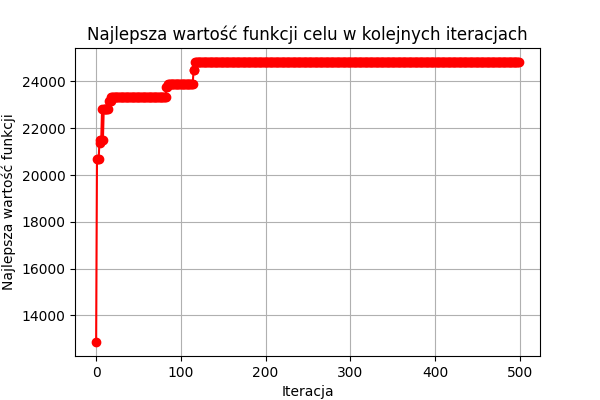 Najlepsza wartość funkcji celu w kolejnych iteracjach
Najlepsza wartość funkcji
24000
22000
20000
18000
16000
14000
0 100 200 300 400 500
Iteracja